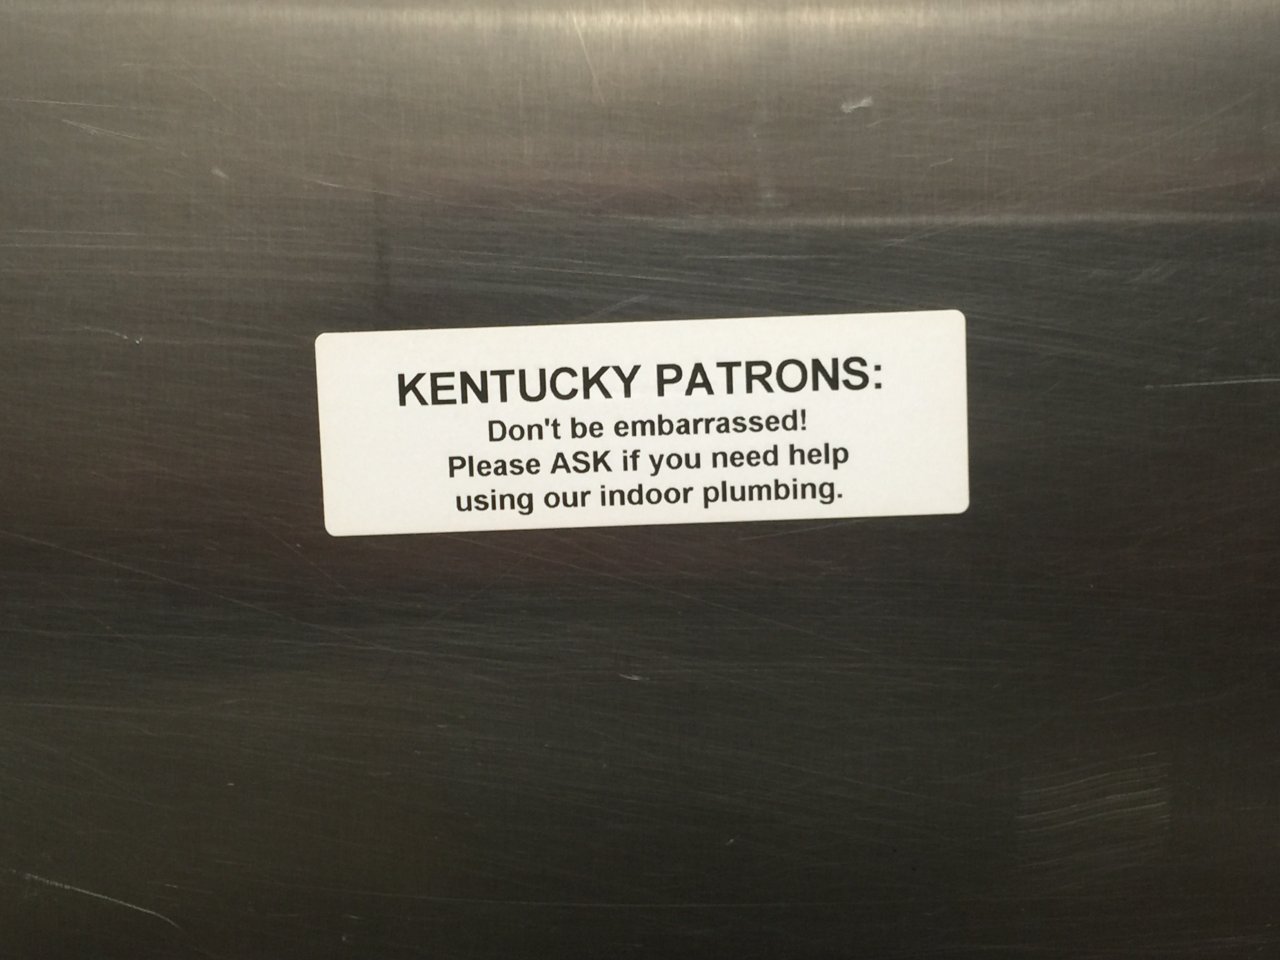 KENTUCKY PATRONS:
Don't be embarrassed!
Please ASK if you need help
using our indoor plumbing.